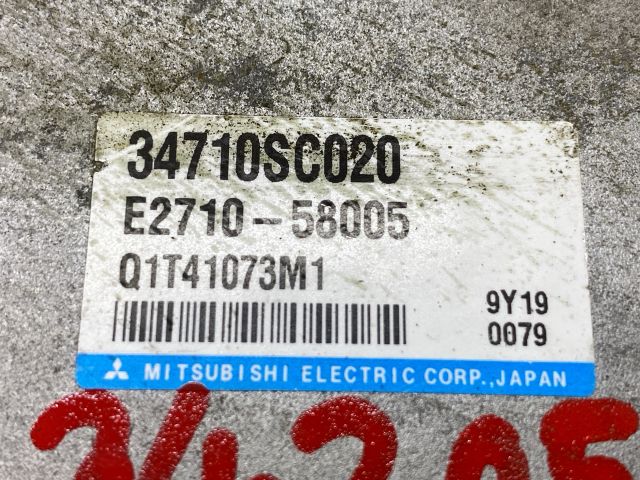 34710SC020
E2710-58005
Q1T41073M1
9Y19
0079
MITSUBISHI ELECTRIC CORP.,JAPAN